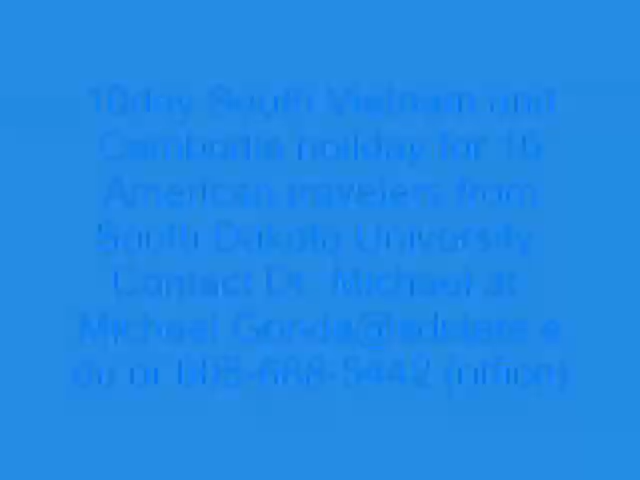 10day South Vietnam and
Cambodia holiday for 16
American travelers from
South Dakota University.
Contact Dr. Michael at
Michael
(office)